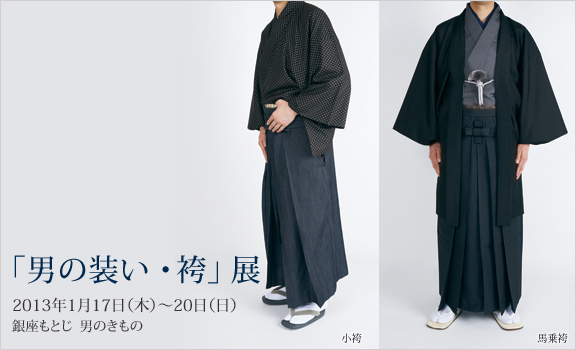 「男の装い・袴」展
2013年1月17日(木)～20日(日)
銀座もとじ 男のきもの
小袴
馬乗袴